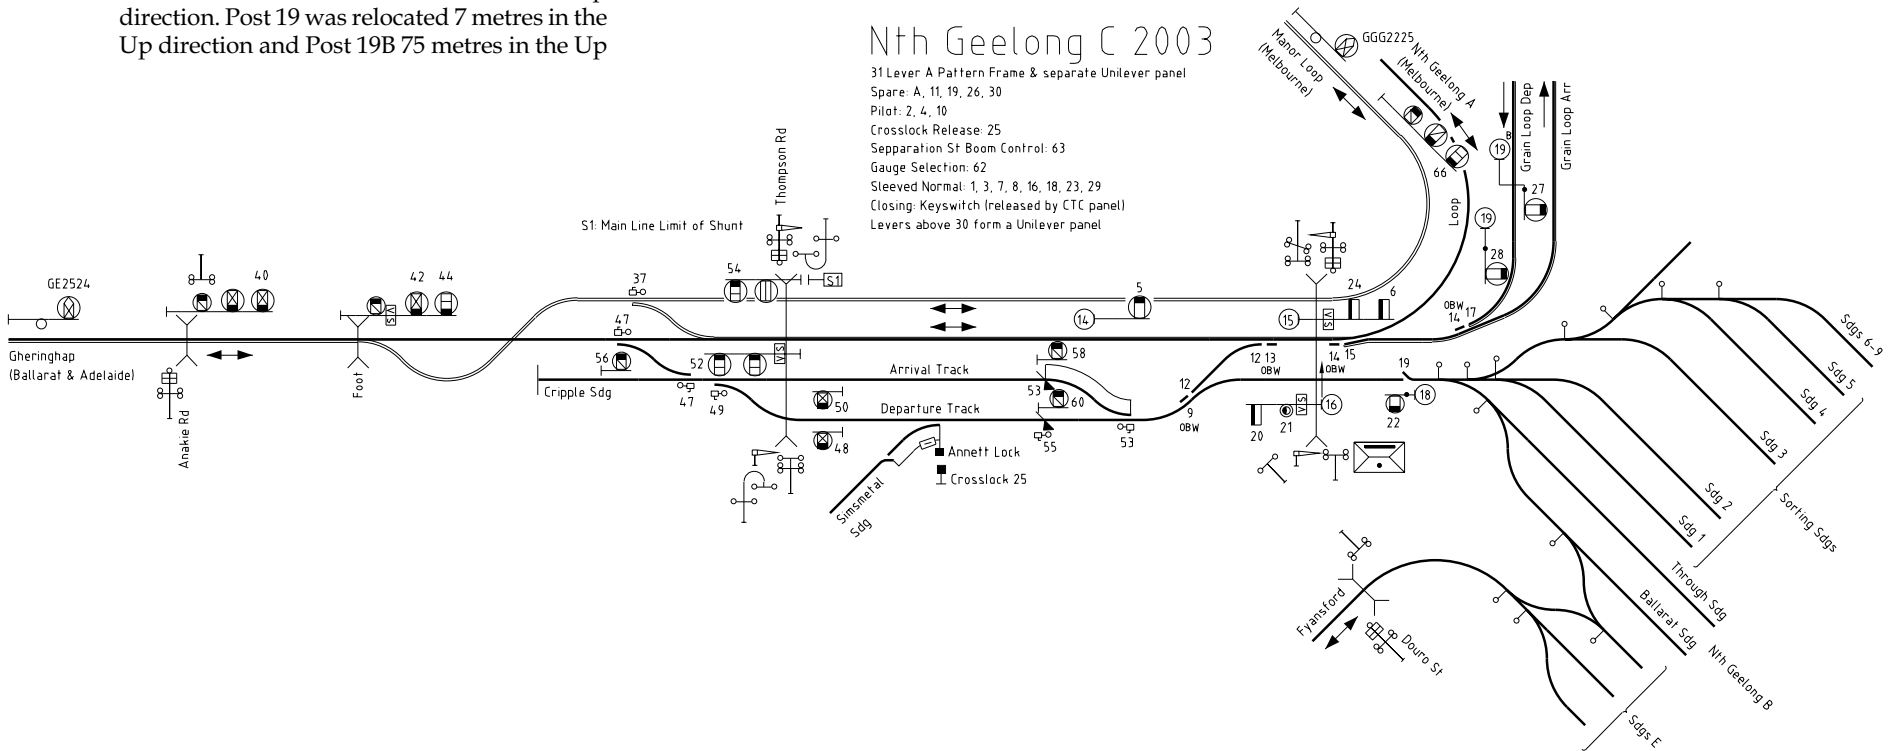 direction. Post 19 was relocated 7 metres in the
Up direction and Post 19B 75 metres in the Up
Nth Geelong C 2003
31 Lever A Pattern Frame & separate Unilever panel
Spare: A, 11, 19, 26, 30
Pilot: 2, 4, 10
Crosslock Release: 25
Sepparation St Boom Control: 63
Gauge Selection: 62
Sleeved Normal: 1, 3, 7, 8, 16, 18, 23, 29
Closing: Keyswitch (released by CTC panel)
Levers above 30 form a Unilever panel
GGG2225
Manor Loop
(Melbourne)
Nth Geelong A
(Melbourne)
66
Loop
B
19
27
19
28
Grain Loop Dep
Grain Loop Arr
Thompson Rd
S1: Main Line Limit of Shunt
S1
GE2524
40
42
44
VS
37
54
47
5
14
15
24
6
VS
OBW
14
17
Gheringhap
(Ballarat & Adelaide)
Anakie Rd
Foot
56
52
VS
58
Arrival Track
12 13
OBW
14
OBW
15
19
Cripple Sdg
47
49
50
48
Departure Track
53
60
55
53
12
9
OBW
20
21
VS
16
22
18
Annett Lock
Crosslock 25
Simsmetal
Sdg
Sdgs 6-9
Sdg 5
Sdg 4
Sdg 3
Sdg 2
Sdg 1
Sorting Sdgs
Through Sdg
Ballarat Sdg
Nth Geelong B
Sdgs E
Fyansford
Douro St